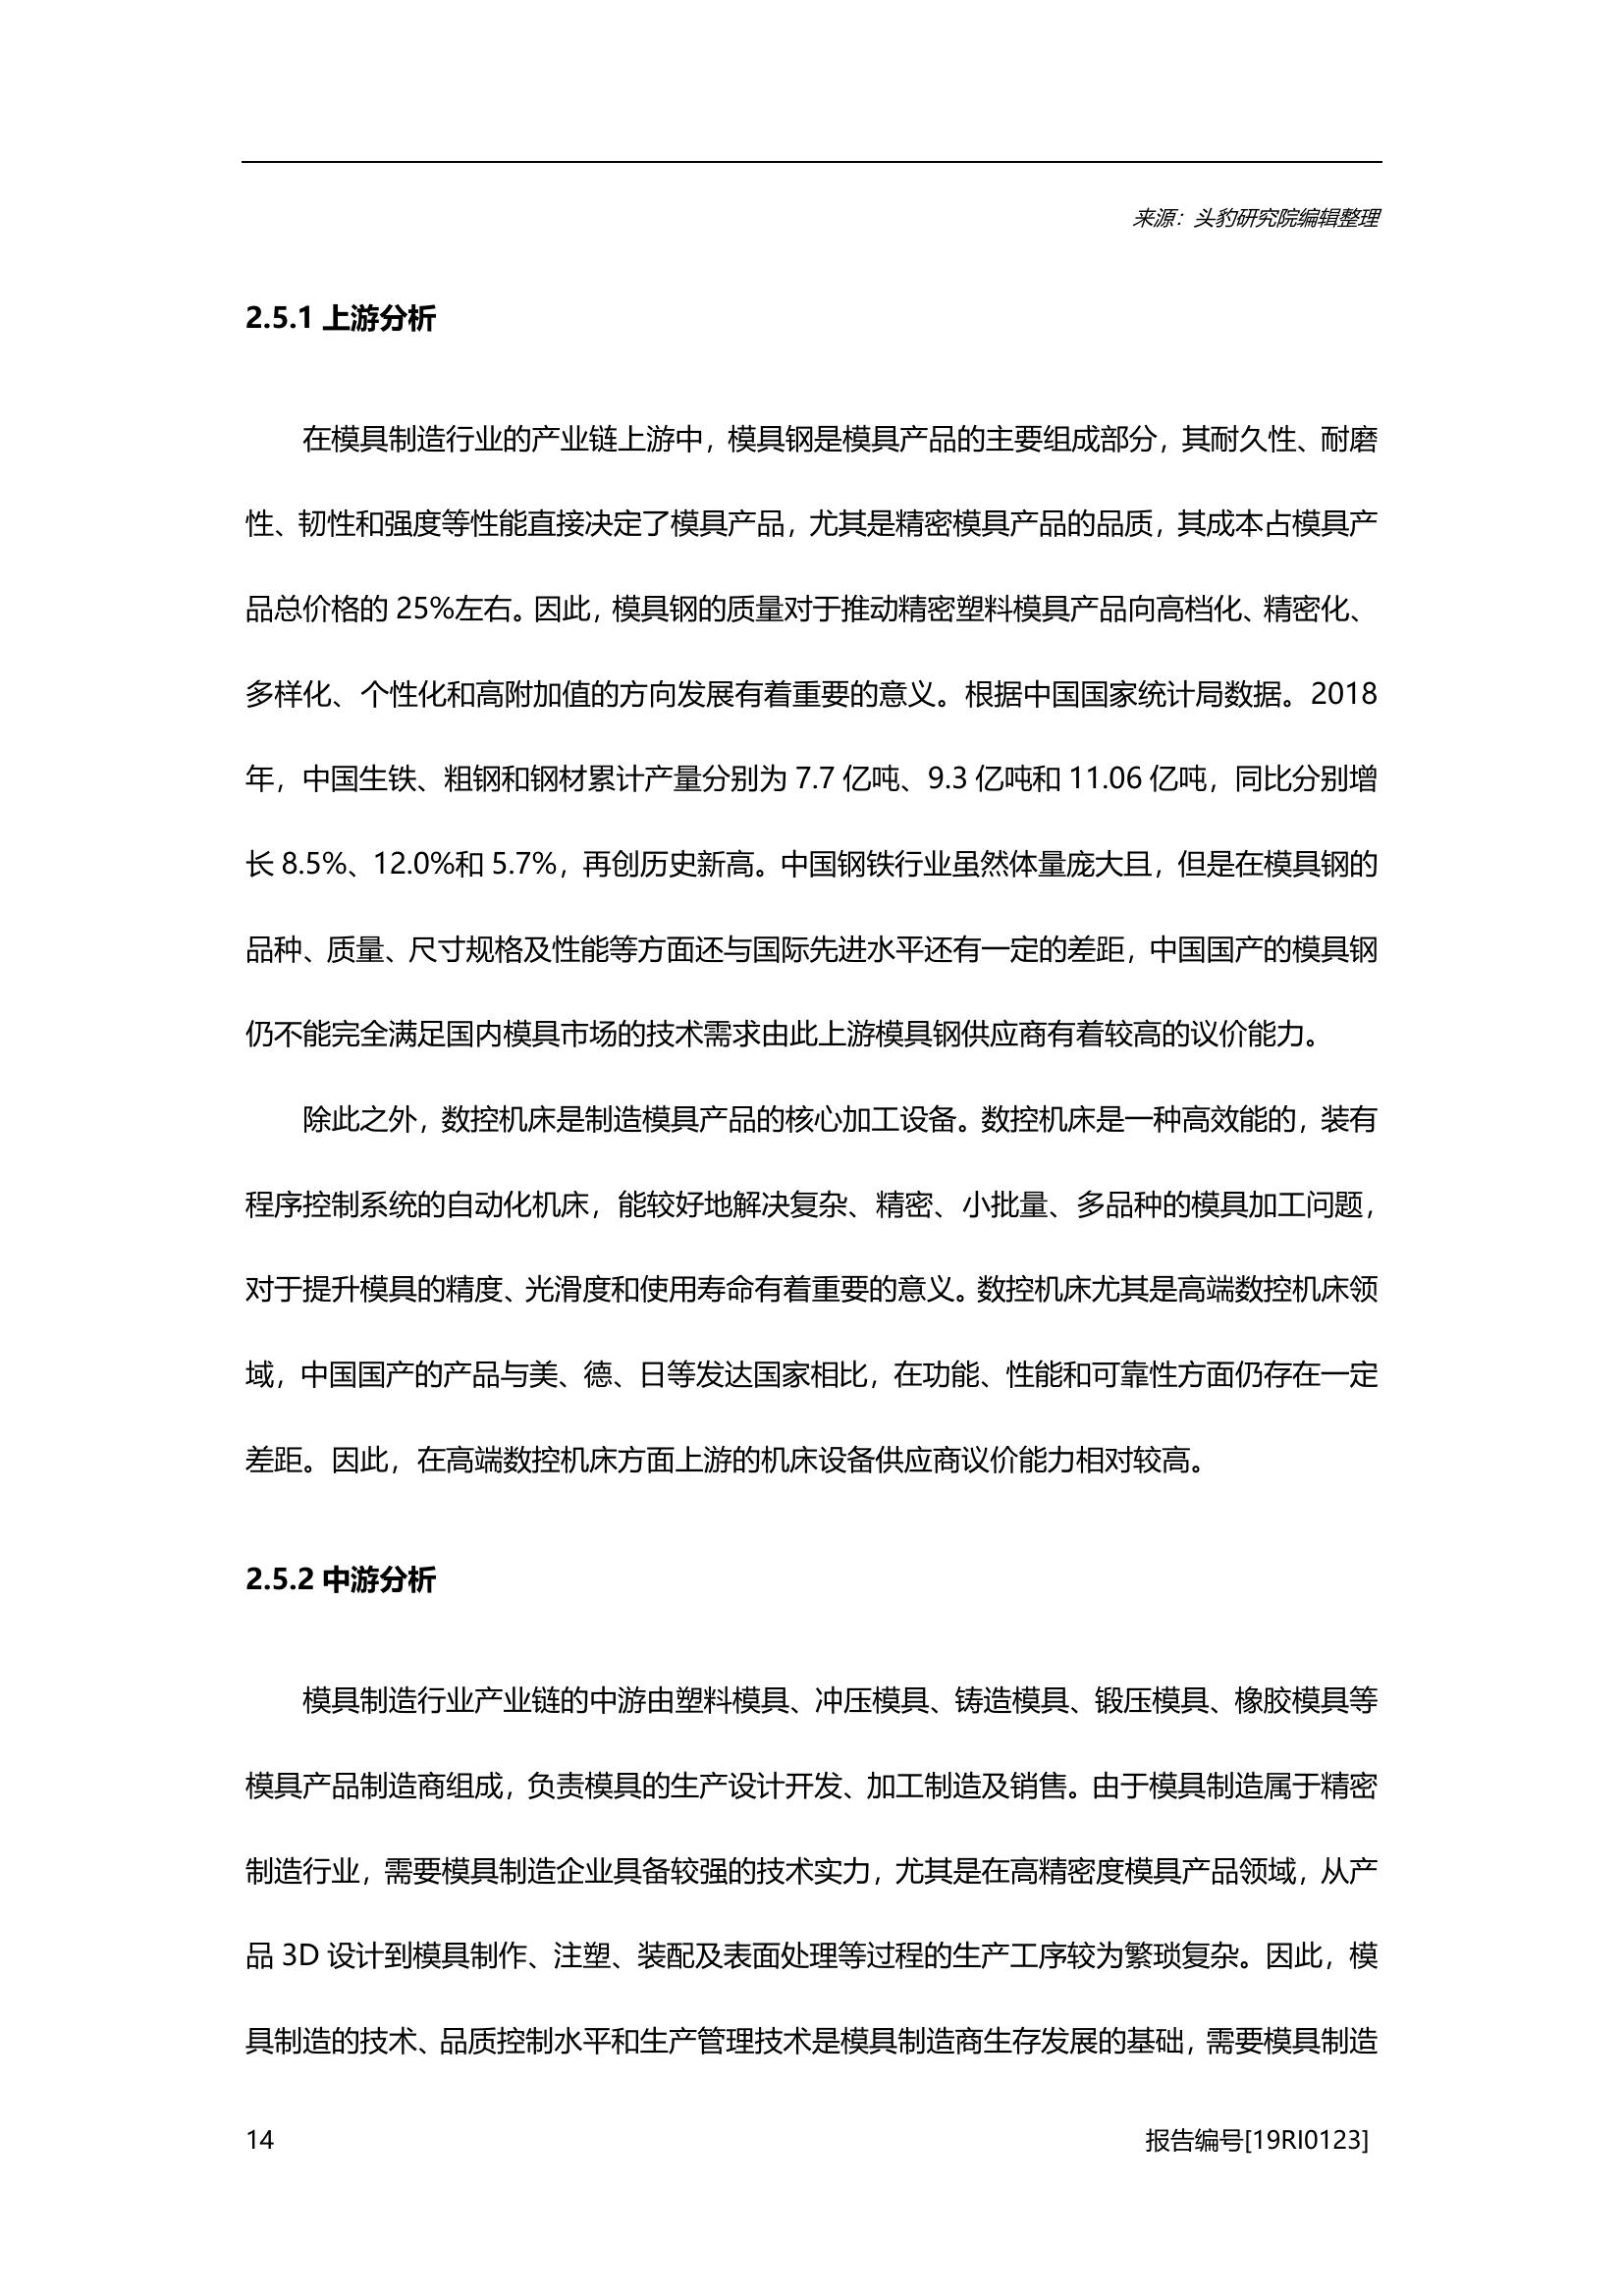 来源：头豹研究院编辑整理
2.5.1 上游分析
在模具制造行业的产业链上游中，模具钢是模具产品的主要组成部分，其耐久性、耐磨
性、韧性和强度等性能直接决定了模具产品，尤其是精密模具产品的品质，其成本占模具产
品总价格的 25%左右。因此，模具钢的质量对于推动精密塑料模具产品向高档化、精密化、
多样化、个性化和高附加值的方向发展有着重要的意义。根据中国国家统计局数据。2018
年，中国生铁、粗钢和钢材累计产量分别为 7.7 亿吨、9.3 亿吨和 11.06 亿吨，同比分别增
长 8.5%、12.0%和 5.7%，再创历史新高。中国钢铁行业虽然体量庞大且，但是在模具钢的
品种、质量、尺寸规格及性能等方面还与国际先进水平还有一定的差距，中国国产的模具钢
仍不能完全满足国内模具市场的技术需求由此上游模具钢供应商有着较高的议价能力。
除此之外，数控机床是制造模具产品的核心加工设备。数控机床是一种高效能的，装有
程序控制系统的自动化机床，能较好地解决复杂、精密、小批量、多品种的模具加工问题，
对于提升模具的精度、光滑度和使用寿命有着重要的意义。数控机床尤其是高端数控机床领
域，中国国产的产品与美、德、日等发达国家相比，在功能、性能和可靠性方面仍存在一定
差距。因此，在高端数控机床方面上游的机床设备供应商议价能力相对较高。
2.5.2 中游分析
模具制造行业产业链的中游由塑料模具、冲压模具、铸造模具、锻压模具、橡胶模具等
模具产品制造商组成，负责模具的生产设计开发、加工制造及销售。由于模具制造属于精密
制造行业，需要模具制造企业具备较强的技术实力，尤其是在高精密度模具产品领域，从产
品 3D 设计到模具制作、注塑、装配及表面处理等过程的生产工序较为繁琐复杂。因此，模
具制造的技术、品质控制水平和生产管理技术是模具制造商生存发展的基础，需要模具制造
14 报告编号[19RI0123]